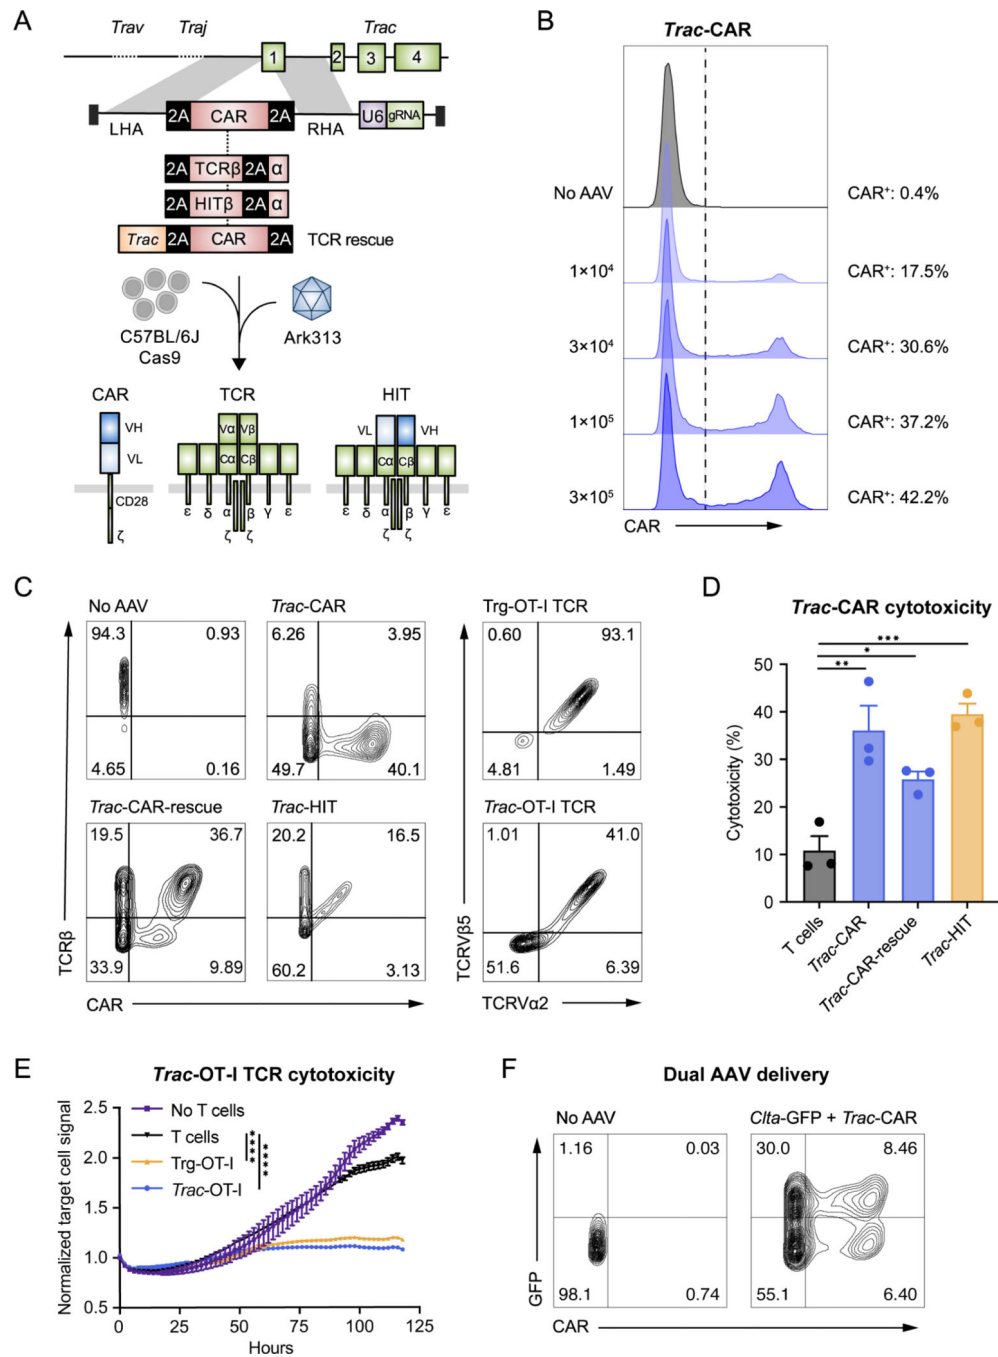 A
Trav
Traj
Trac
1
2
3
4
2A
CAR
2A
U6
gRNA
LHA
RHA
2A
TCRβ
2A
α
2A
HITβ
2A
α
Trac
2A
CAR
2A
TCR rescue
C57BL/6J
Cas9
Ark313
CAR
TCR
HIT
VH
VL
CD28
ζ
Vα
Vβ
Cα
Cβ
ε
δ
α
β
γ
ε
ζ
ζ
VL
VH
Cα
Cβ
ε
δ
α
β
γ
ε
ζ
ζ
B
Trac-CAR
No AAV
CAR⁺: 0.4%
1×10⁴
CAR⁺: 17.5%
3×10⁴
CAR⁺: 30.6%
1×10⁵
CAR⁺: 37.2%
3×10⁵
CAR⁺: 42.2%
CAR
C
No AAV
94.3
0.93
4.65
0.16
Trac-CAR
6.26
3.95
49.7
40.1
Trg-OT-I TCR
0.60
93.1
4.81
1.49
Trac-CAR-rescue
19.5
36.7
33.9
9.89
Trac-HIT
20.2
16.5
60.2
3.13
Trac-OT-I TCR
1.01
41.0
51.6
6.39
TCRβ
CAR
TCRVβ5
TCRVα2
D
Trac-CAR cytotoxicity
***
*
**
Cytotoxicity (%)
50
40
30
20
10
0
T cells
Trac-CAR
Trac-CAR-rescue
Trac-HIT
E
Trac-OT-I TCR cytotoxicity
Normalized target cell signal
2.5
2.0
1.5
1.0
0.5
No T cells
T cells
Trg-OT-I
Trac-OT-I
****
****
0
25
50
75
100
125
Hours
F
Dual AAV delivery
No AAV
1.16
0.03
98.1
0.74
Clta-GFP + Trac-CAR
30.0
8.46
55.1
6.40
GFP
CAR